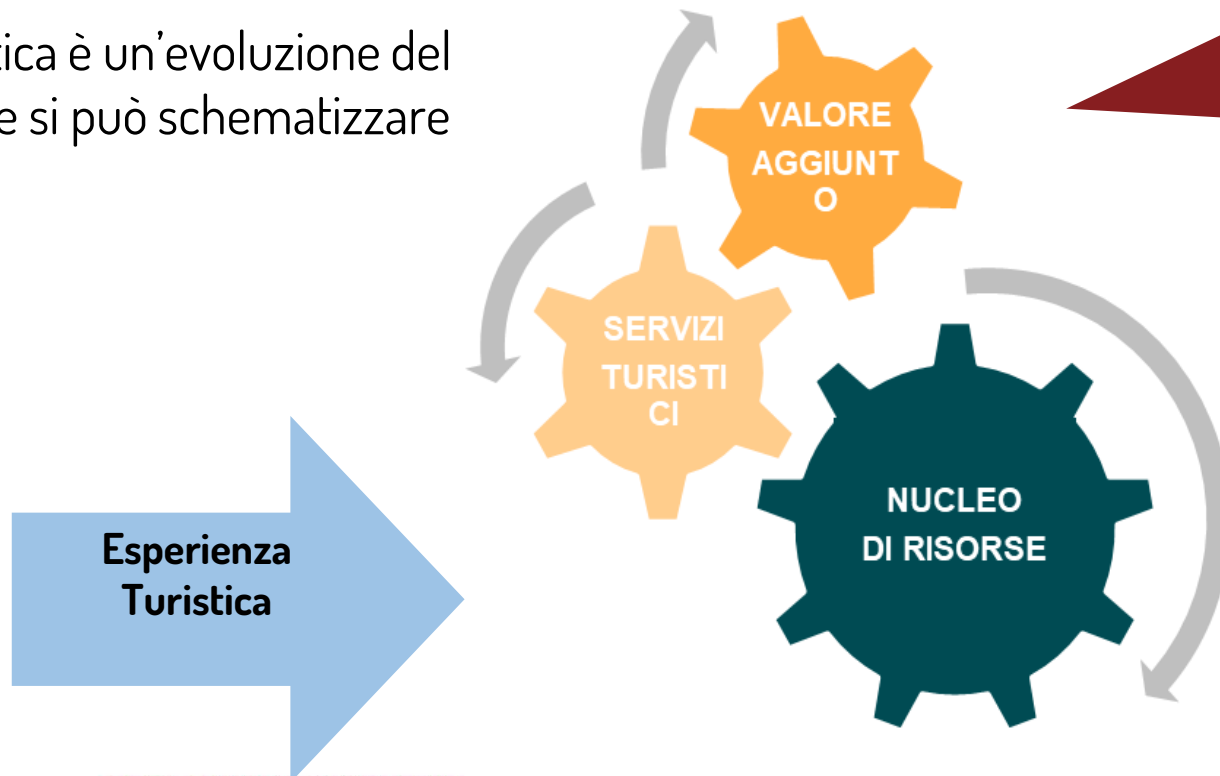 tica è un’evoluzione del
e si può schematizzare
VALORE
AGGIUNT
O
SERVIZI
TURISTI
CI
NUCLEO
DI RISORSE
Esperienza
Turistica